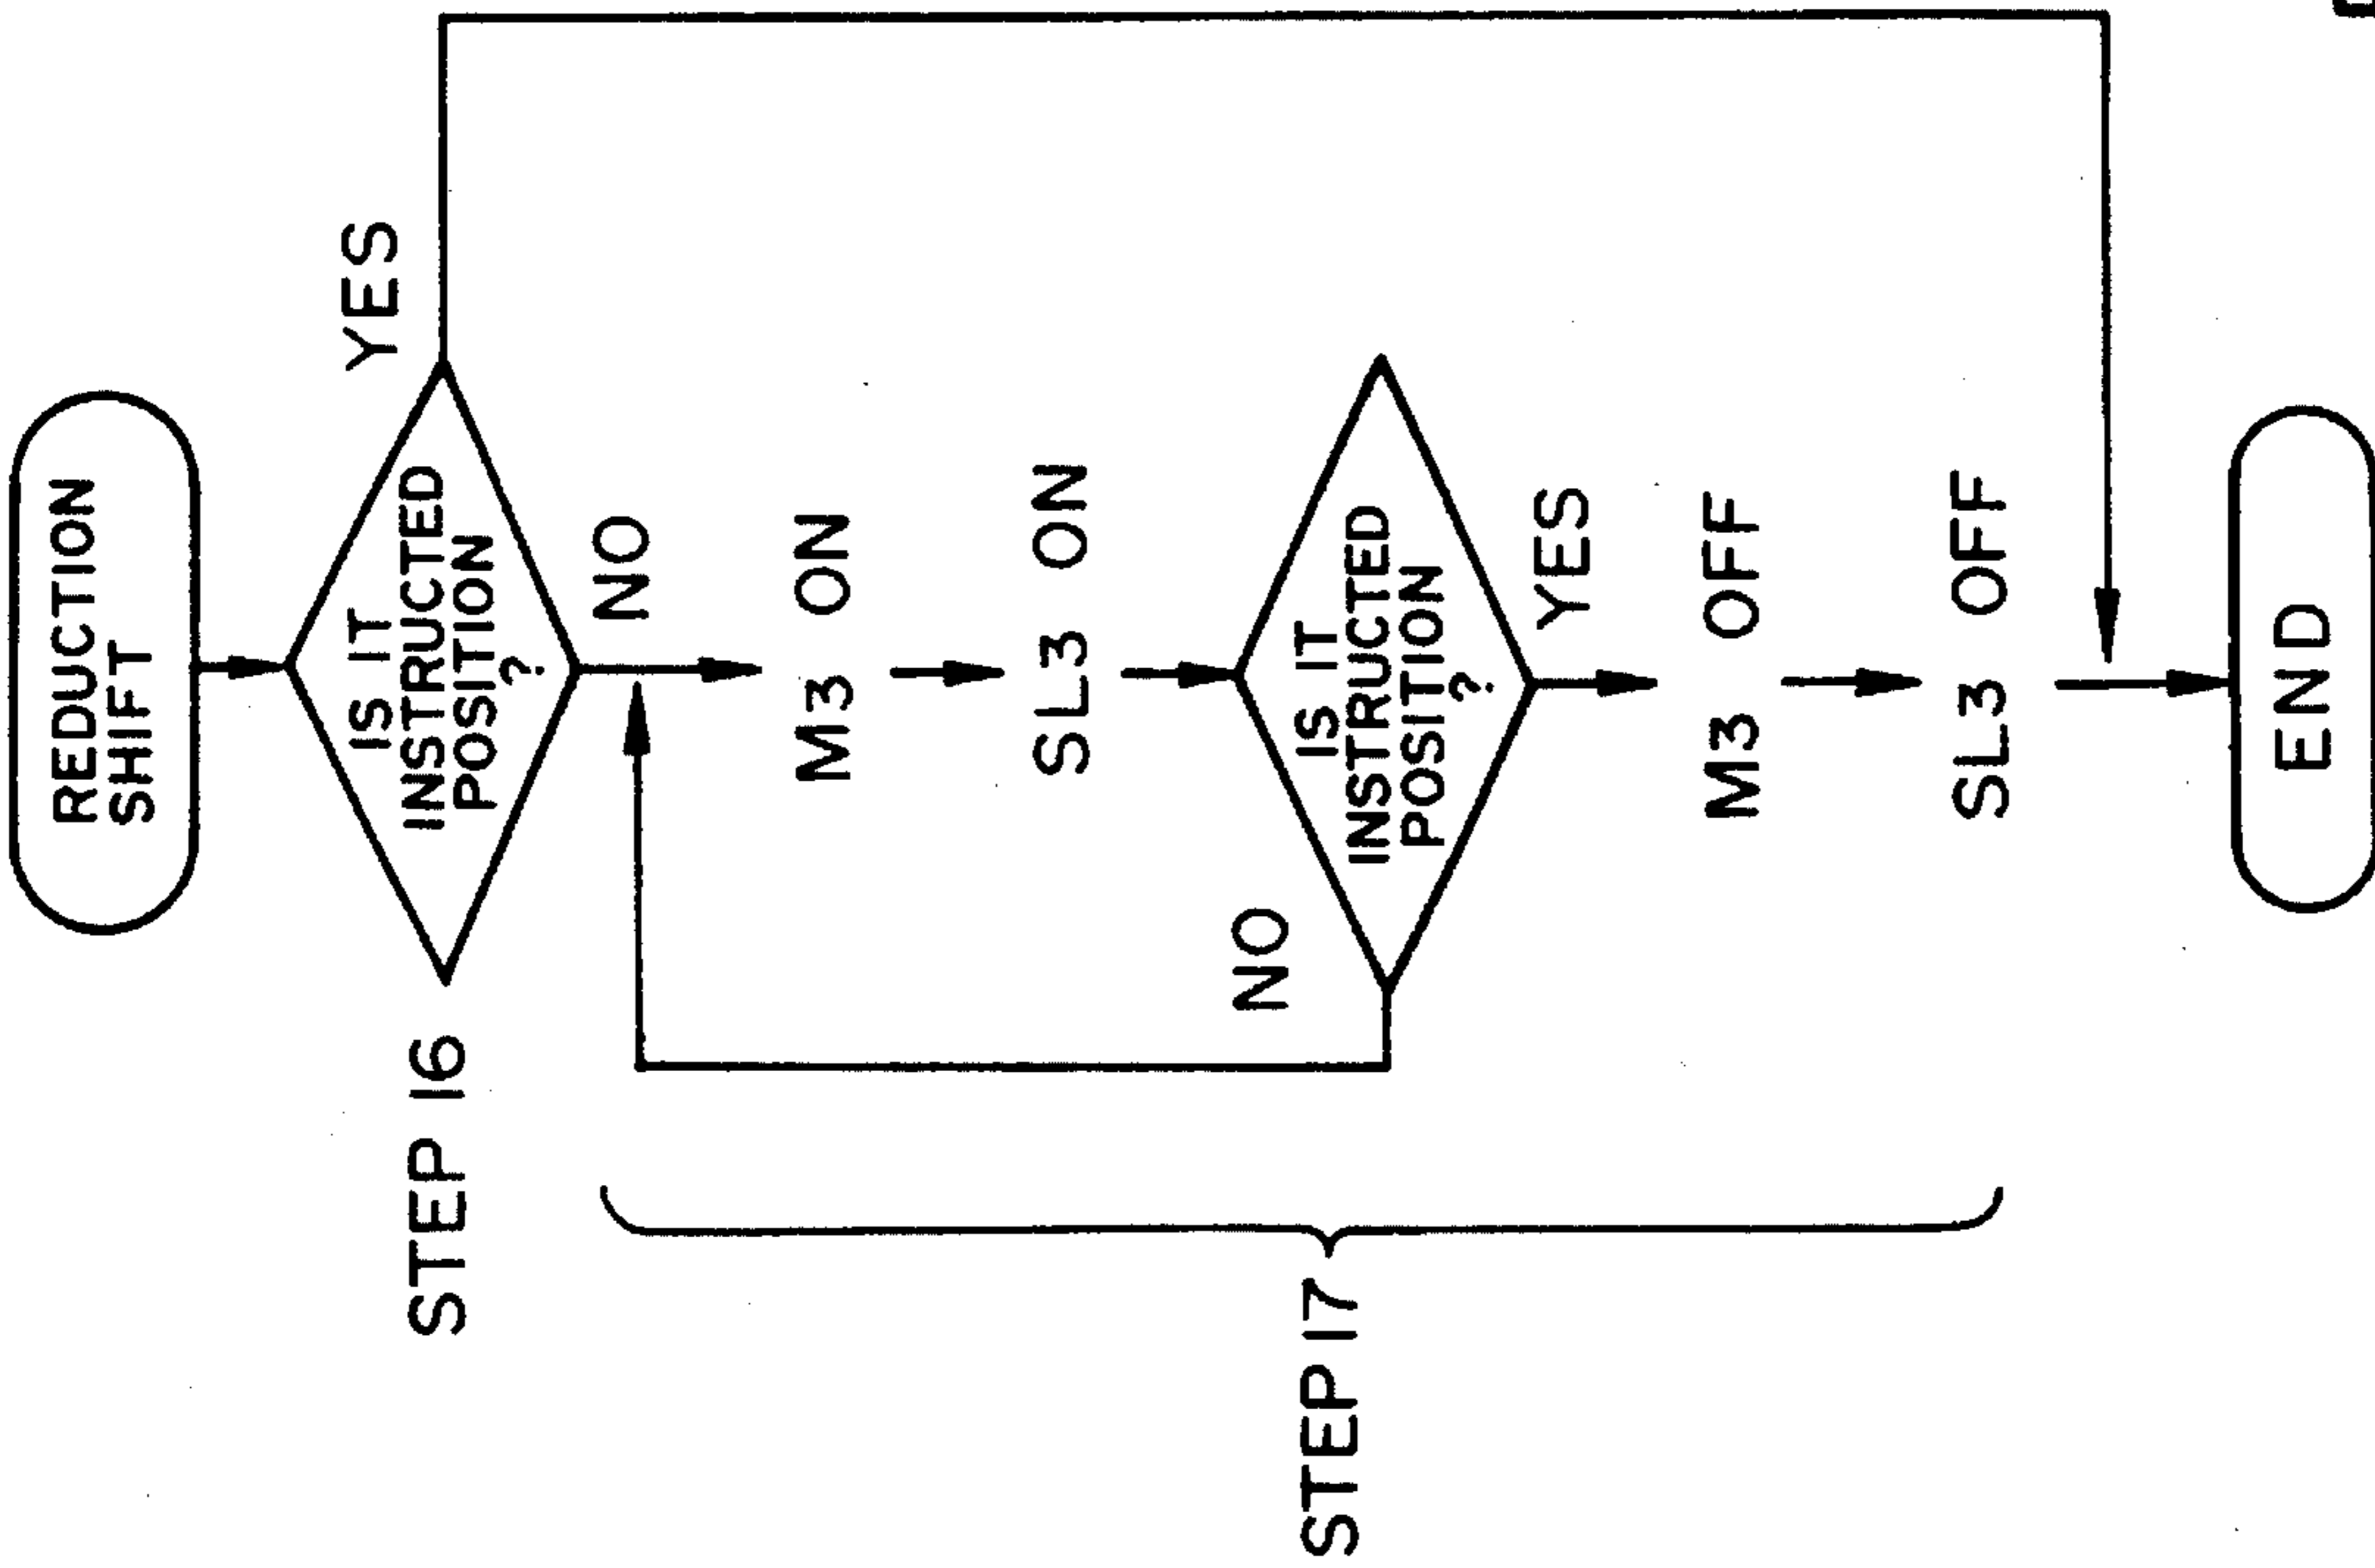 REDUCTION
SHIFT
STEP 16
IS IT
INSTRUCTED
POSITION
?
YES
NO
M3 ON
SL3 ON
STEP 17
NO
IS IT
INSTRUCTED
POSITION
?
YES
M3 OFF
SL3 OFF
END